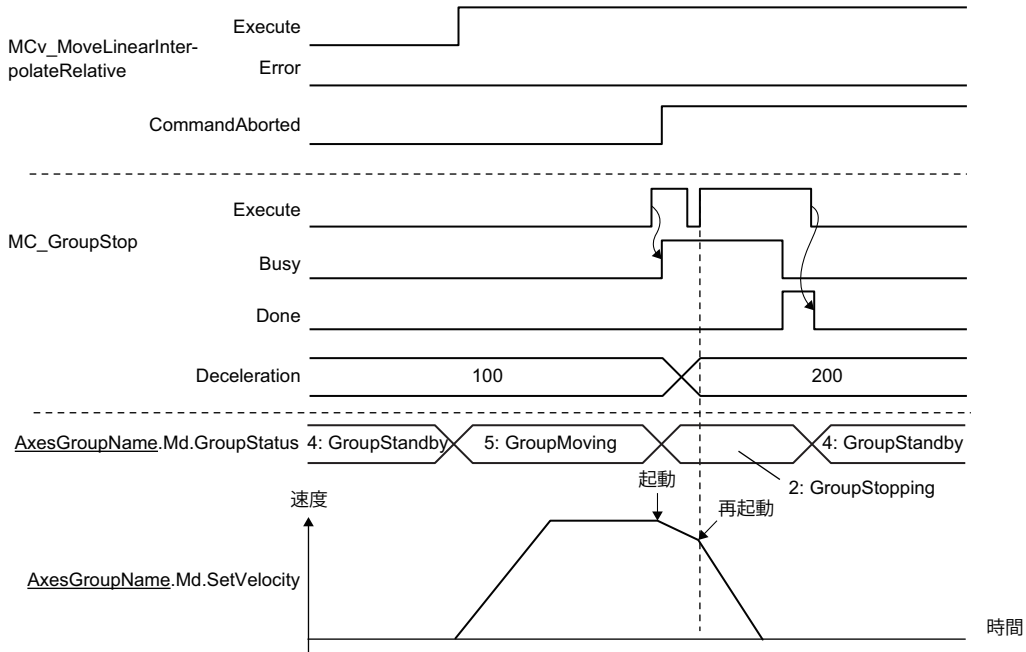 Execute
MCv_MoveLinearInter-
polateRelative
Error
CommandAborted
Execute
MC_GroupStop
Busy
Done
Deceleration 100 200
AxesGroupName.Md.GroupStatus 4: GroupStandby 5: GroupMoving 4: GroupStandby
2: GroupStopping
起動
速度
再起動
AxesGroupName.Md.SetVelocity
時間